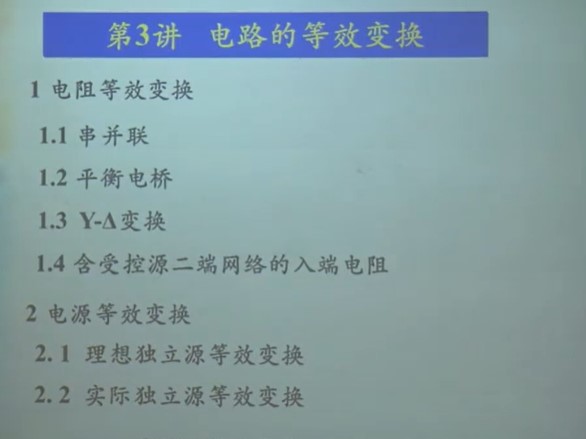 第3讲 电路的等效变换
1 电阻等效变换
1.1 串并联
1.2 平衡电桥
1.3 Y-Δ变换
1.4 含受控源二端网络的入端电阻
2 电源等效变换
2.1 理想独立源等效变换
2.2 实际独立源等效变换